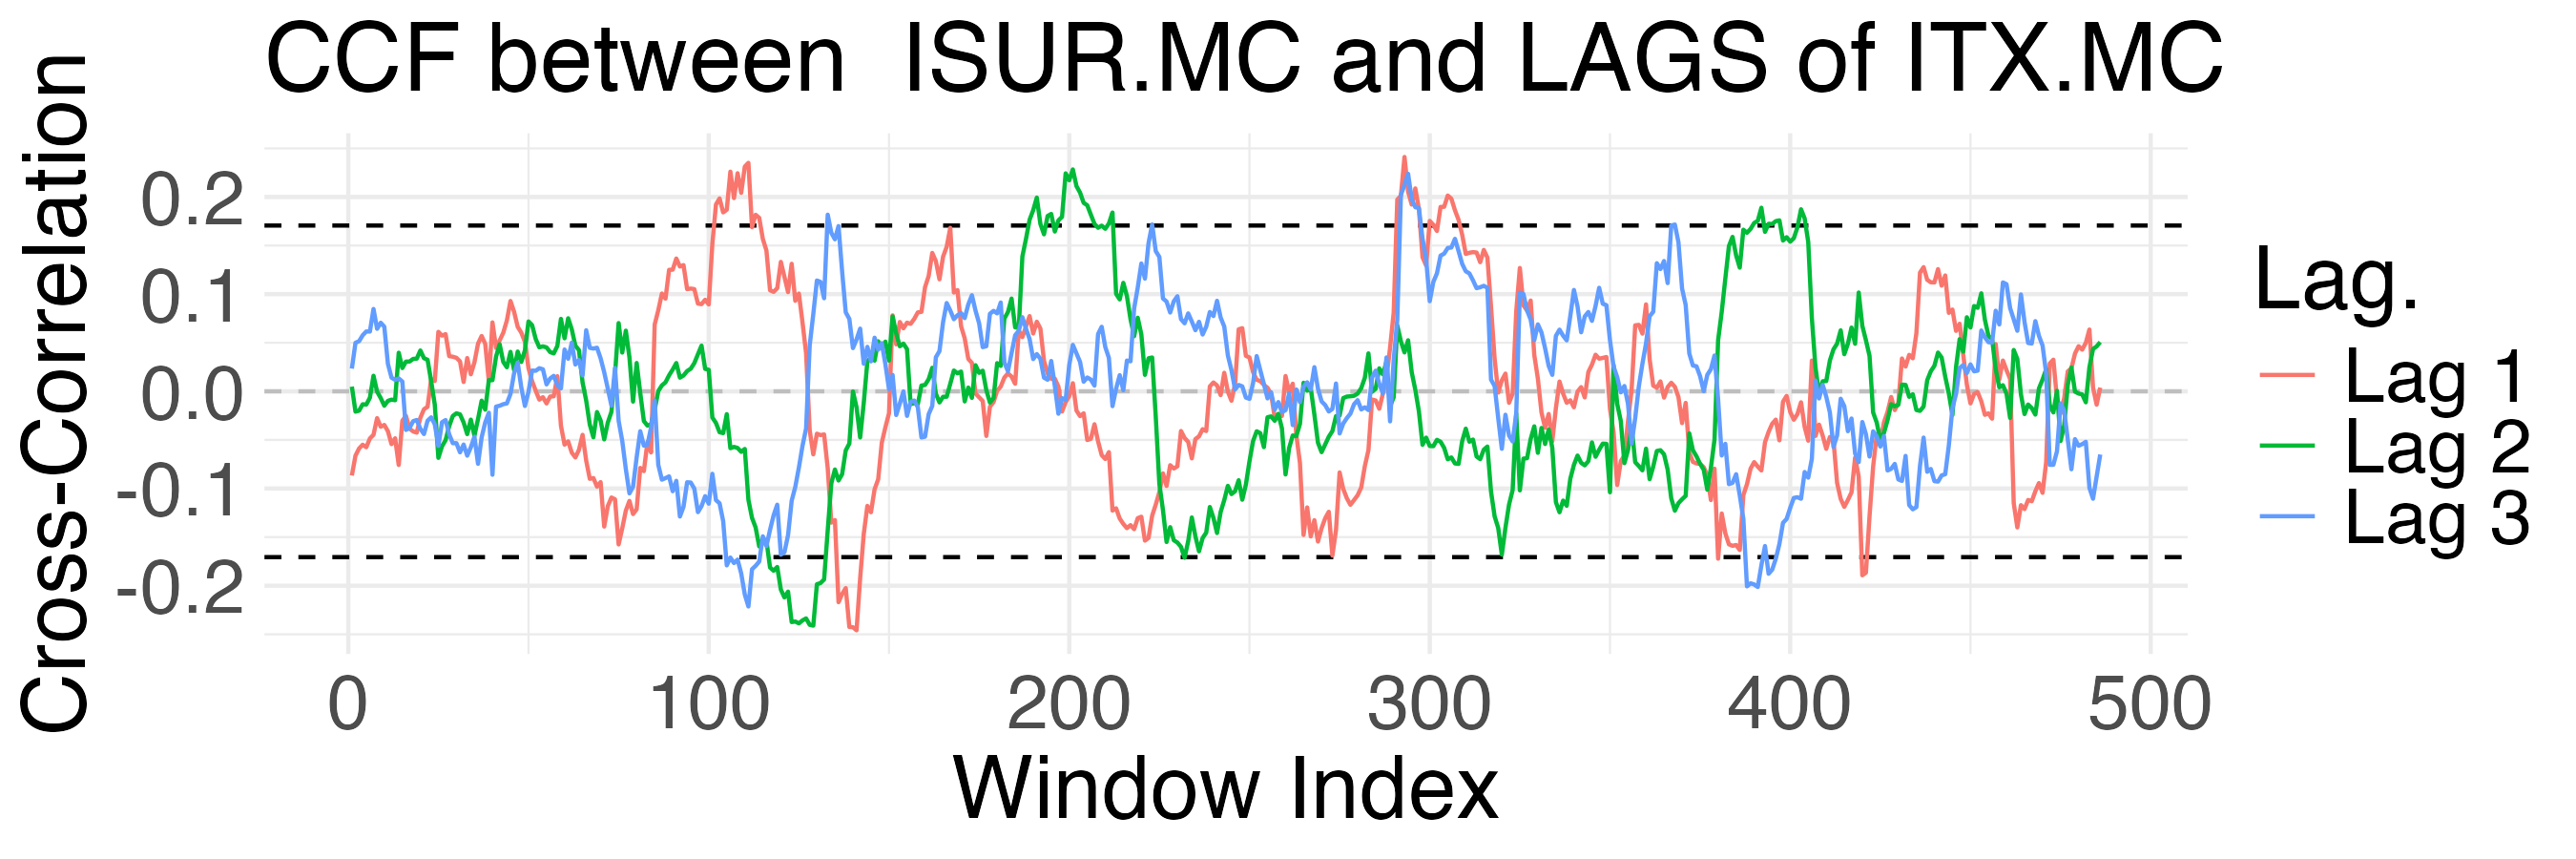 CCF between  ISUR.MC and LAGS of ITX.MC
Cross-Correlation
0.2
0.1
0.0
-0.1
-0.2
0 100 200 300 400 500
Window Index
Lag.
Lag 1
Lag 2
Lag 3